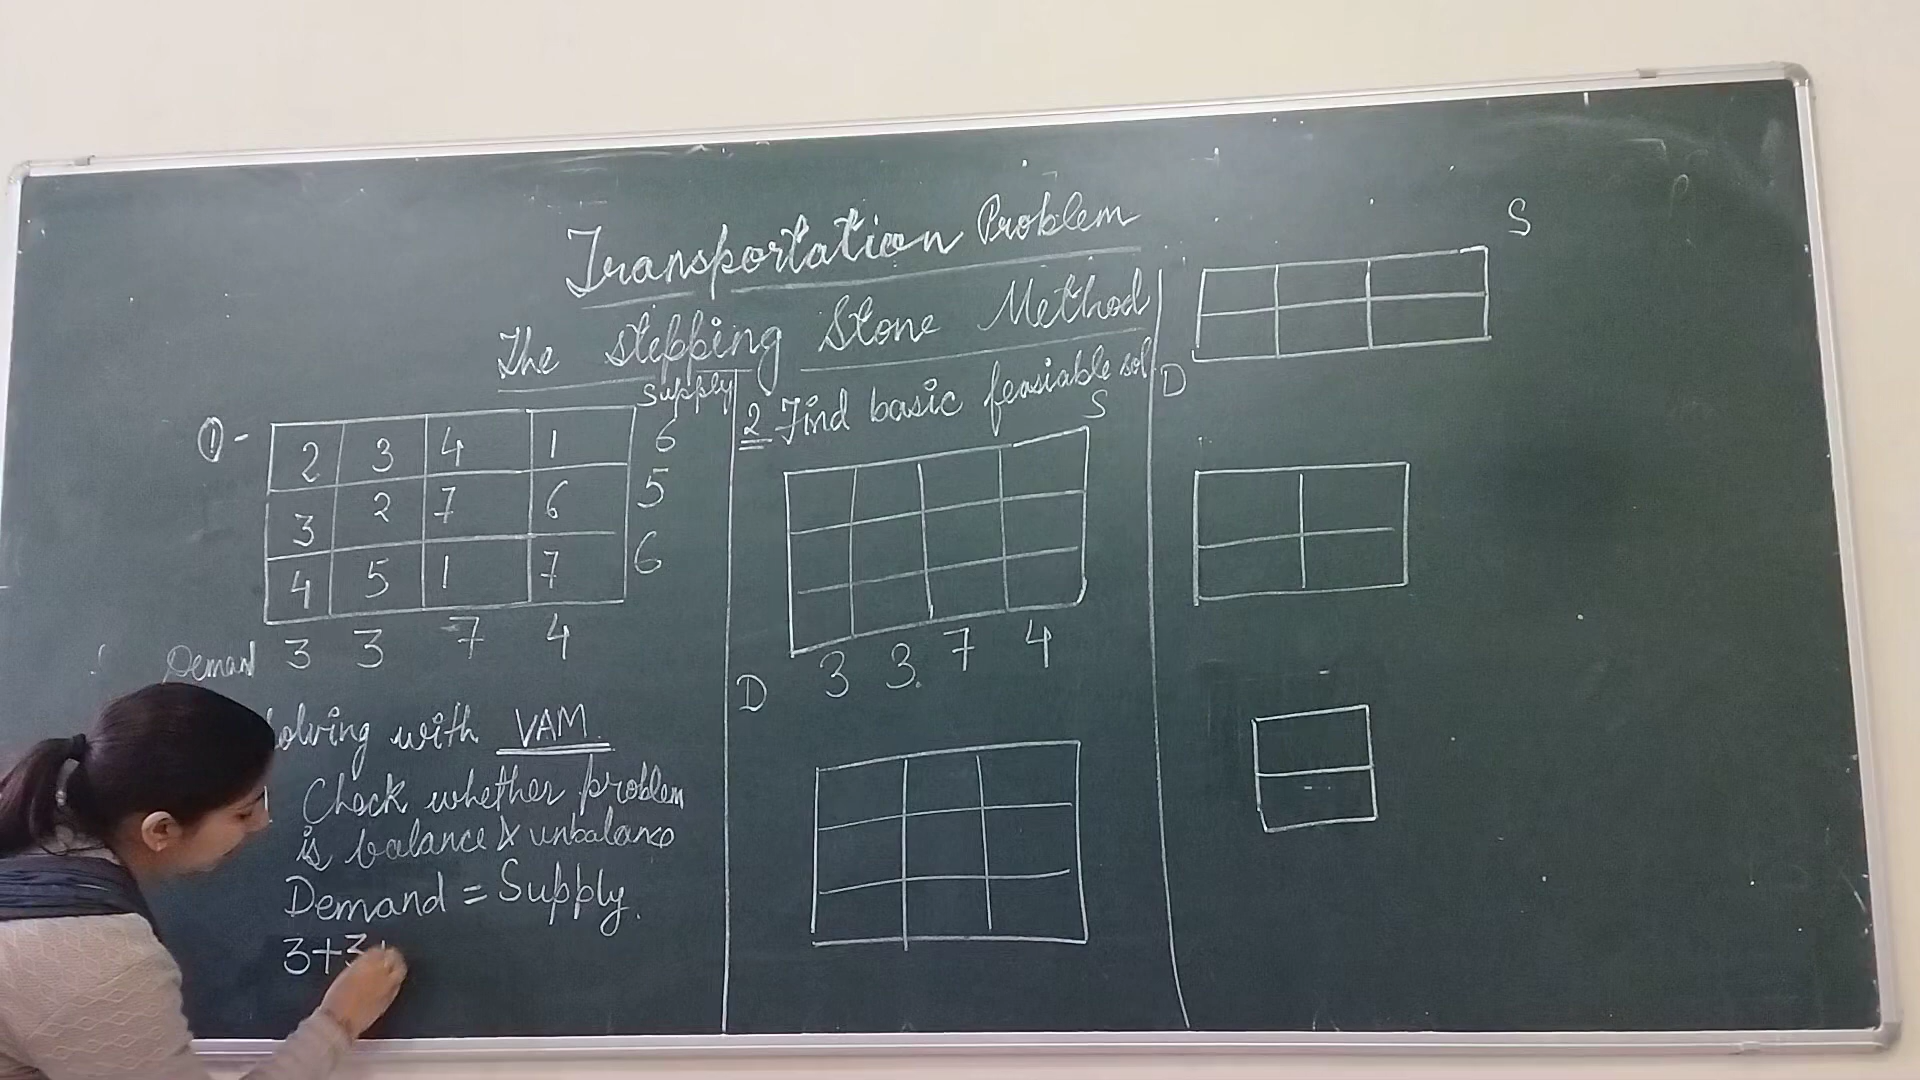 Transportation Problem
The Stepping Stone Method
Supply
① -
2 3 4 1 6
3 2 7 6 5
4 5 1 7 6
Demand 3 3 7 4
olving with VAM.
Check whether problem
is balance & unbalance
Demand = Supply.
3+3+
2 Find basic feasiable sol
S
3 3. 7 4
D
S
D